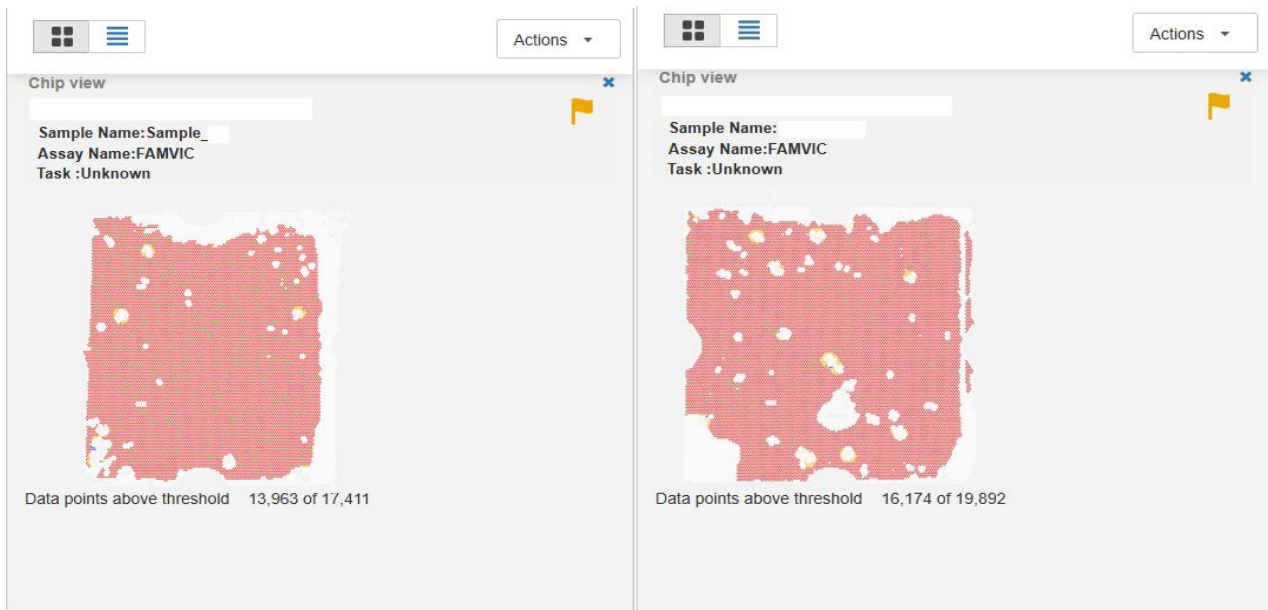 Actions
Chip view
Sample Name:Sample_
Assay Name:FAMVIC
Task :Unknown
Data points above threshold 13,963 of 17,411
Actions
Chip view
Sample Name:
Assay Name:FAMVIC
Task :Unknown
Data points above threshold 16,174 of 19,892